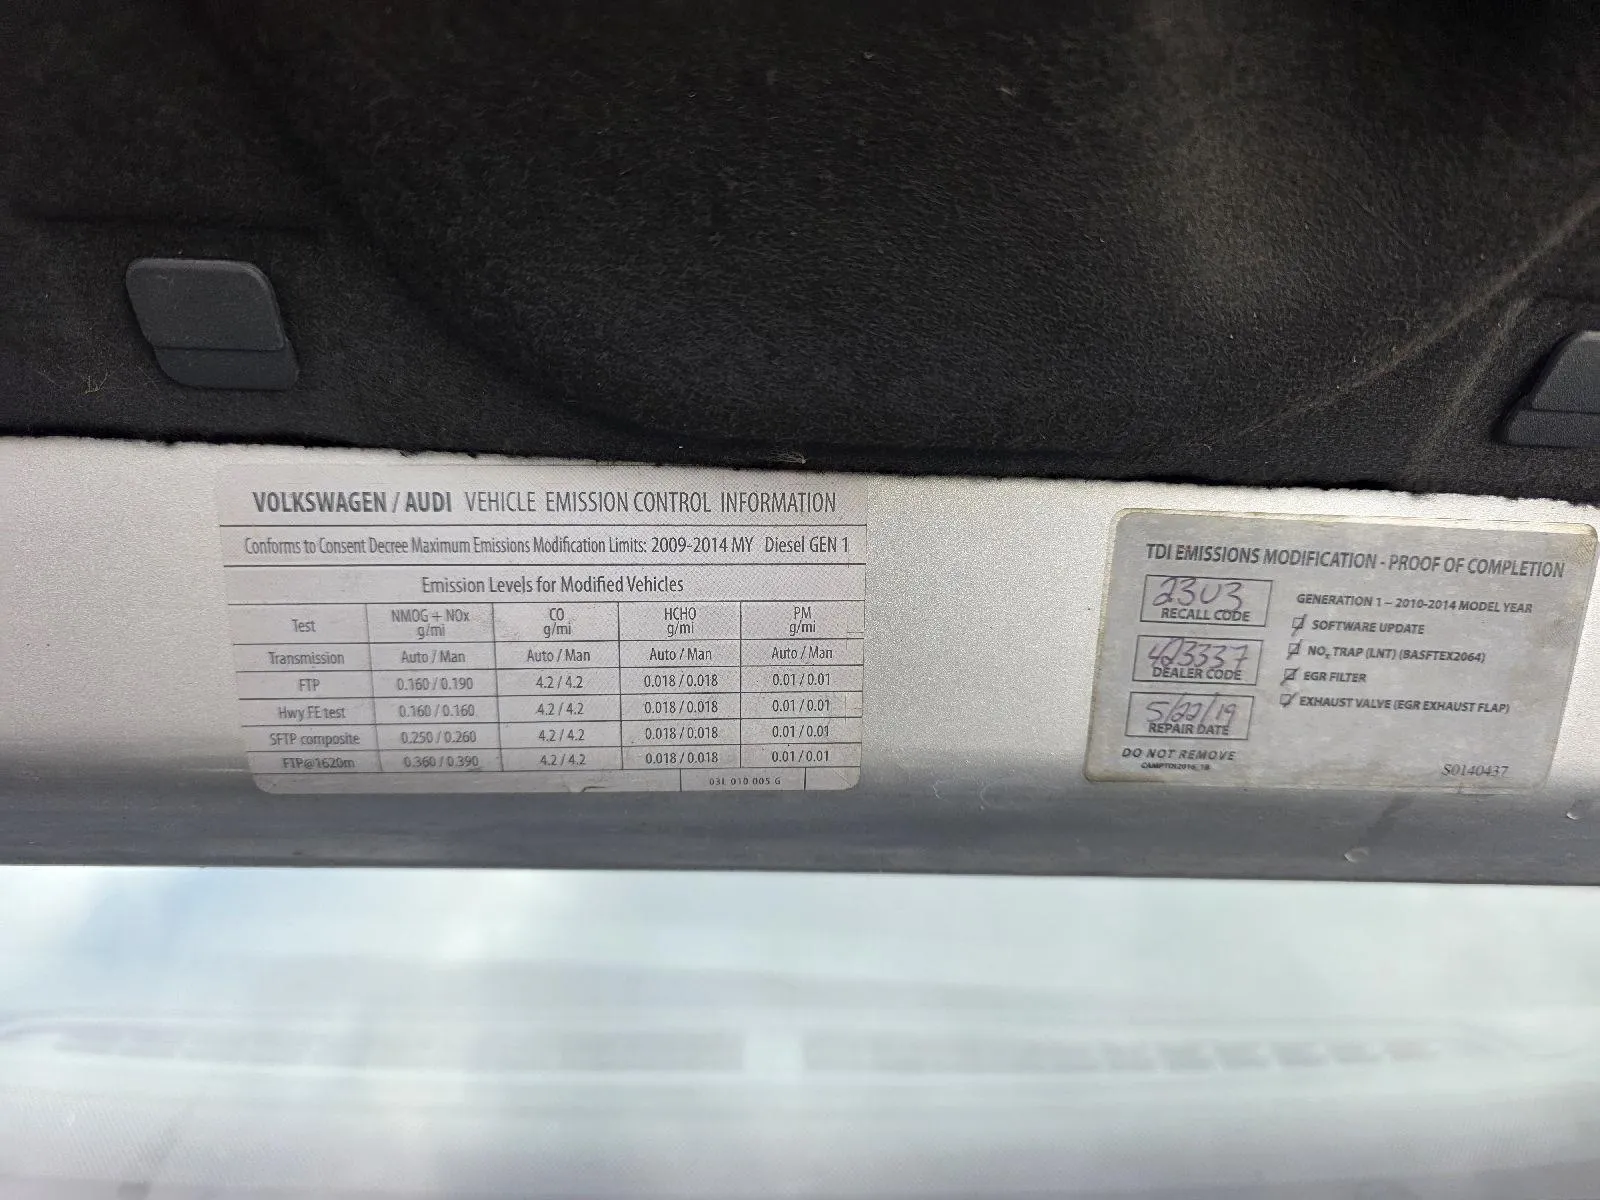 VOLKSWAGEN / AUDI VEHICLE EMISSION CONTROL INFORMATION
Conforms to Consent Decree Maximum Emissions Modification Limits: 2009-2014 MY Diesel GEN 1
Emission Levels for Modified Vehicles
Test NMOG + NOx g/mi CO g/mi HCHO g/mi PM g/mi
Transmission Auto / Man Auto / Man Auto / Man Auto / Man
FTP 0.160 / 0.190 4.2 / 4.2 0.018 / 0.018 0.01 / 0.01
Hwy FE test 0.160 / 0.160 4.2 / 4.2 0.018 / 0.018 0.01 / 0.01
SFTP composite 0.250 / 0.260 4.2 / 4.2 0.018 / 0.018 0.01 / 0.01
FTP@1620m 0.360 / 0.390 4.2 / 4.2 0.018 / 0.018 0.01 / 0.01
03L 010 005 G
TDI EMISSIONS MODIFICATION - PROOF OF COMPLETION
23U3
RECALL CODE
423337
DEALER CODE
5/22/19
REPAIR DATE
DO NOT REMOVE
CAMPTDI2016_1B
GENERATION 1 – 2010-2014 MODEL YEAR
SOFTWARE UPDATE
NOx TRAP (LNT) (BASFTEX2064)
EGR FILTER
EXHAUST VALVE (EGR EXHAUST FLAP)
S0140437